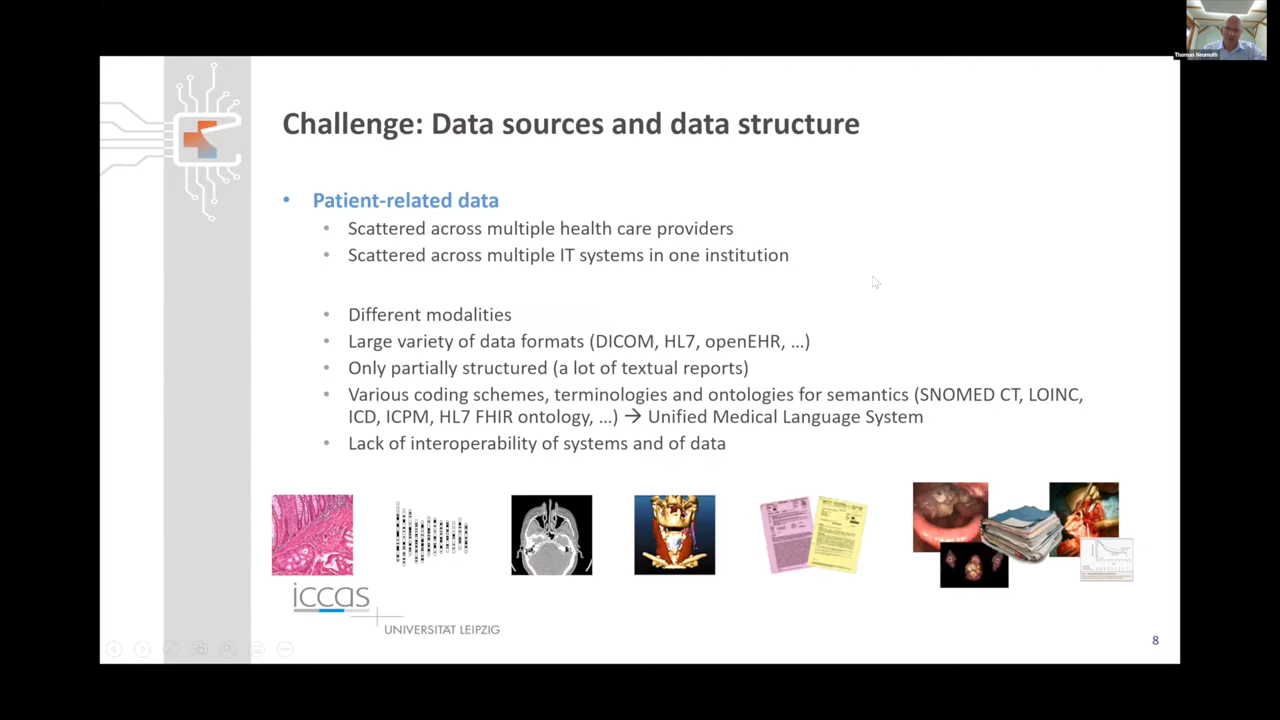 Thomas Neumuth
Challenge: Data sources and data structure
• Patient-related data
• Scattered across multiple health care providers
• Scattered across multiple IT systems in one institution
• Different modalities
• Large variety of data formats (DICOM, HL7, openEHR, ...)
• Only partially structured (a lot of textual reports)
• Various coding schemes, terminologies and ontologies for semantics (SNOMED CT, LOINC,
ICD, ICPM, HL7 FHIR ontology, ...) → Unified Medical Language System
• Lack of interoperability of systems and of data
iccas
UNIVERSITÄT LEIPZIG
8